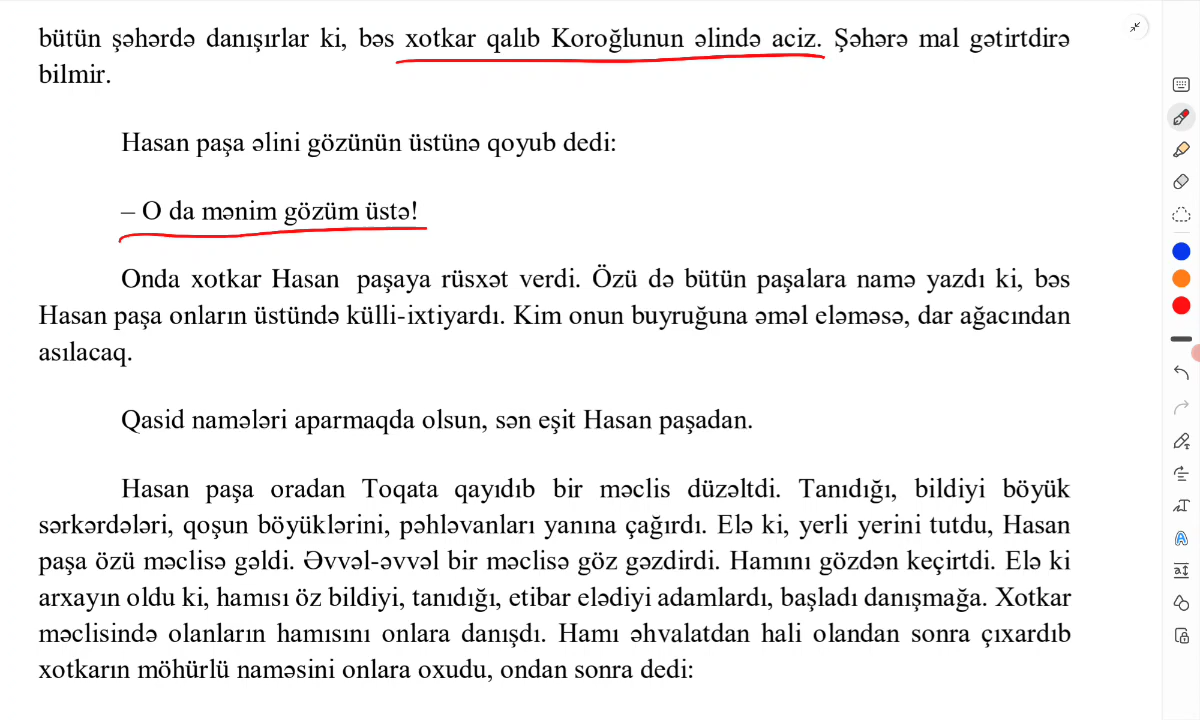 bütün şəhərdə danışırlar ki, bəs xotkar qalıb Koroğlunun əlində aciz. Şəhərə mal gətirtdirə
bilmir.
Hasan paşa əlini gözünün üstünə qoyub dedi:
– O da mənim gözüm üstə!
Onda xotkar Hasan paşaya rüsxət verdi. Özü də bütün paşalara namə yazdı ki, bəs
Hasan paşa onların üstündə külli-ixtiyardı. Kim onun buyruğuna əməl eləməsə, dar ağacından
asılacaq.
Qasid namələri aparmaqda olsun, sən eşit Hasan paşadan.
Hasan paşa oradan Toqata qayıdıb bir məclis düzəltdi. Tanıdığı, bildiyi böyük
sərkərdələri, qoşun böyüklərini, pəhləvanları yanına çağırdı. Elə ki, yerli yerini tutdu, Hasan
paşa özü məclisə gəldi. Əvvəl-əvvəl bir məclisə göz gəzdirdi. Hamını gözdən keçirtdi. Elə ki
arxayın oldu ki, hamısı öz bildiyi, tanıdığı, etibar elədiyi adamlardı, başladı danışmağa. Xotkar
məclisində olanların hamısını onlara danışdı. Hamı əhvalatdan hali olandan sonra çıxardıb
xotkarın möhürlü naməsini onlara oxudu, ondan sonra dedi: